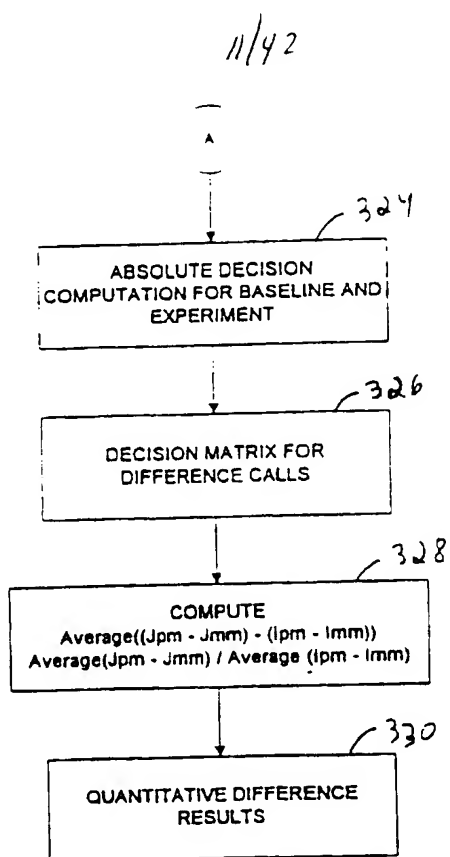 11/42
A
324
ABSOLUTE DECISION
COMPUTATION FOR BASELINE AND
EXPERIMENT
326
DECISION MATRIX FOR
DIFFERENCE CALLS
328
COMPUTE
Average((Jpm - Jmm) - (Ipm - Imm))
Average(Jpm - Jmm) / Average (Ipm - Imm)
330
QUANTITATIVE DIFFERENCE
RESULTS